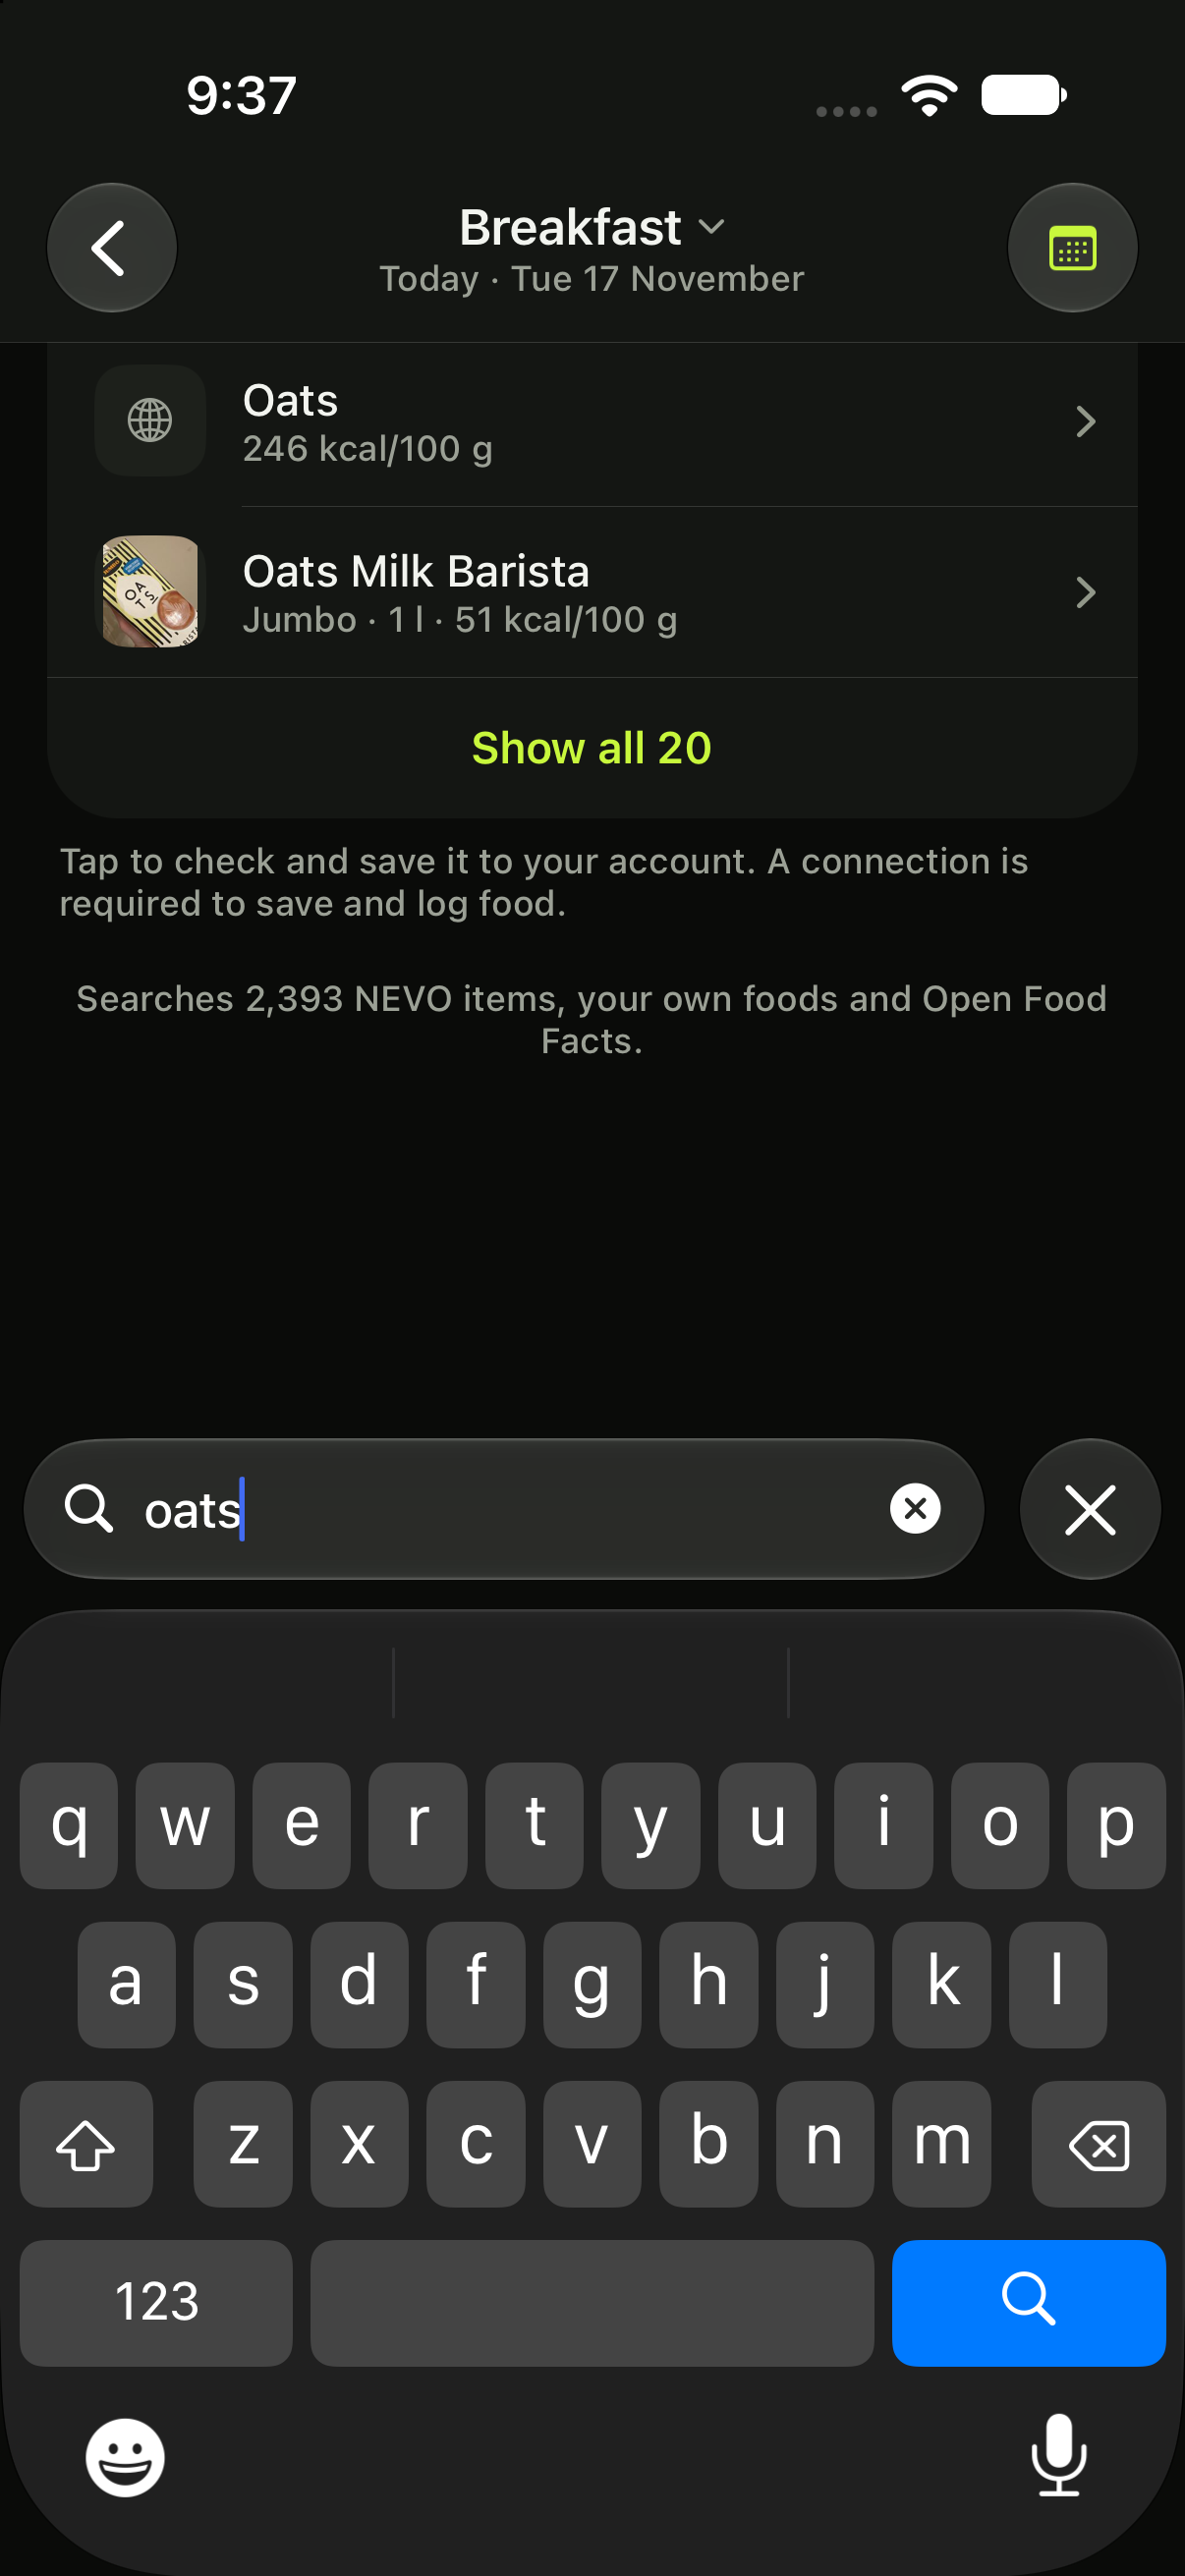 9:37
Breakfast
Today · Tue 17 November
Oats
246 kcal/100 g
OATS
Oats Milk Barista
Jumbo · 1 l · 51 kcal/100 g
Show all 20
Tap to check and save it to your account. A connection is
required to save and log food.
Searches 2,393 NEVO items, your own foods and Open Food
Facts.
oats
q w e r t y u i o p
a s d f g h j k l
z x c v b n m
123